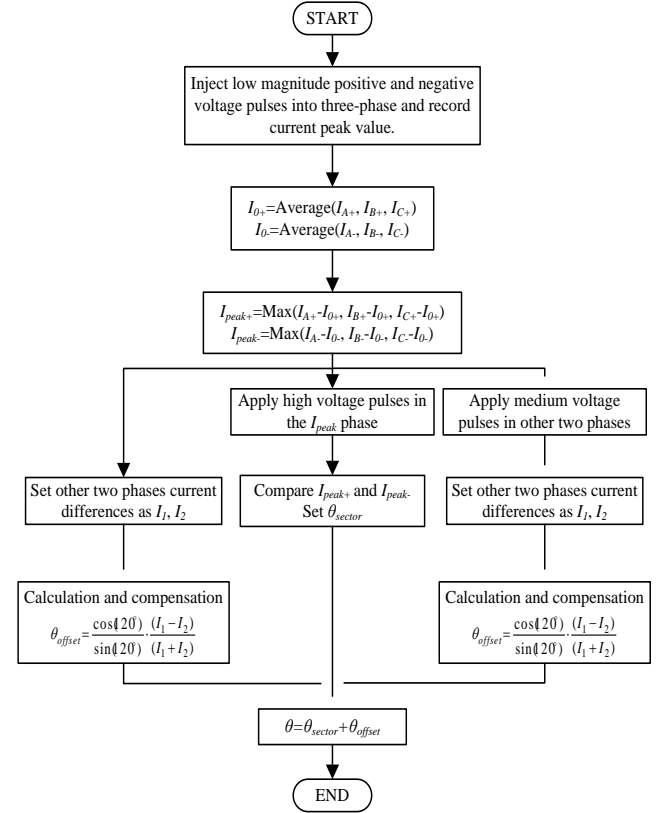 START
Inject low magnitude positive and negative
voltage pulses into three-phase and record
current peak value.
I0+=Average(IA+, IB+, IC+)
I0-=Average(IA-, IB-, IC-)
Ipeak+=Max(IA+-I0+, IB+-I0+, IC+-I0+)
Ipeak-=Max(IA--I0-, IB--I0-, IC--I0-)
Apply high voltage pulses in
the Ipeak phase
Apply medium voltage
pulses in other two phases
Set other two phases current
differences as I1, I2
Compare Ipeak+ and Ipeak-
Set θsector
Set other two phases current
differences as I1, I2
Calculation and compensation
θoffset=cos(120°)/sin(120°)·(I1−I2)/(I1+I2)
Calculation and compensation
θoffset=cos(120°)/sin(120°)·(I1−I2)/(I1+I2)
θ=θsector+θoffset
END